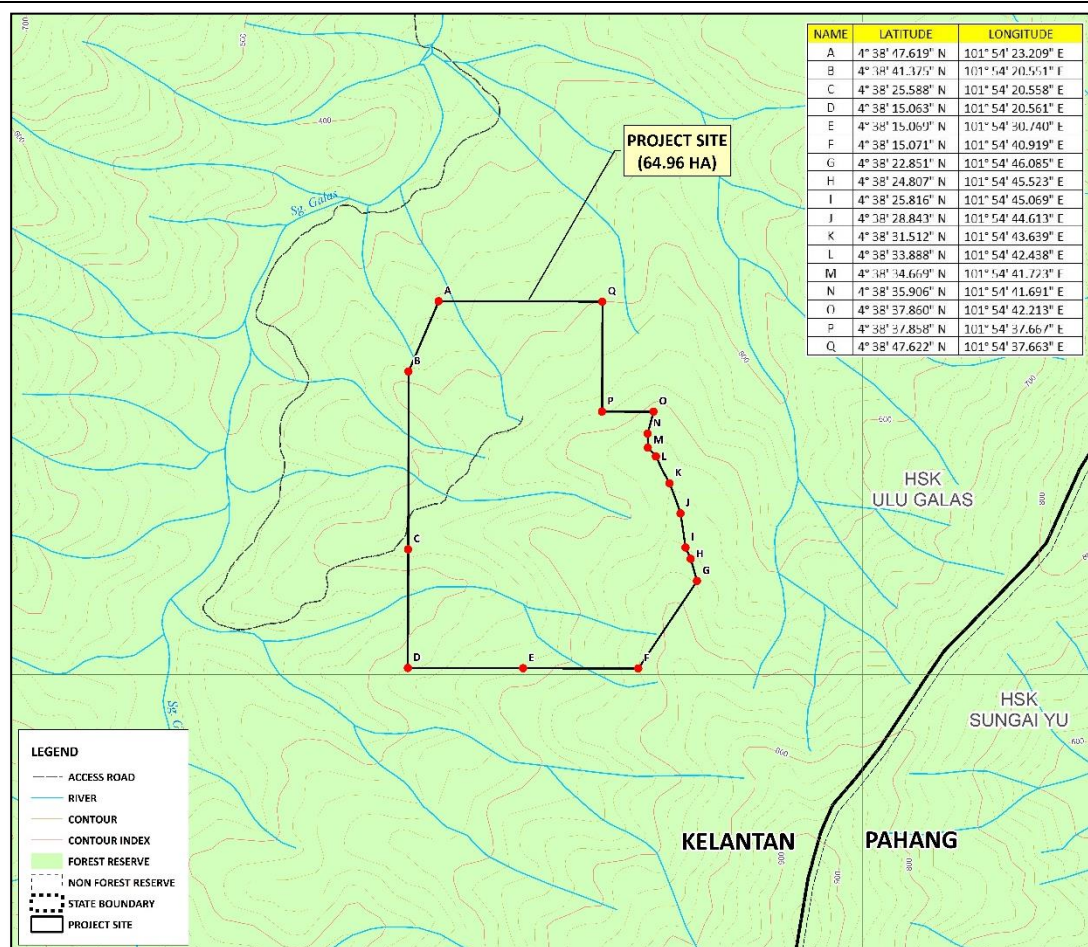 700
500
600
400
Sg. Galas
PROJECT SITE
(64.96 HA)
NAME LATITUDE LONGITUDE
A 4° 38' 47.619" N 101° 54' 23.209" E
B 4° 38' 41.375" N 101° 54' 20.551" E
C 4° 38' 25.588" N 101° 54' 20.558" E
D 4° 38' 15.063" N 101° 54' 20.561" E
E 4° 38' 15.069" N 101° 54' 30.740" E
F 4° 38' 15.071" N 101° 54' 40.919" E
G 4° 38' 22.851" N 101° 54' 46.085" E
H 4° 38' 24.807" N 101° 54' 45.523" E
I 4° 38' 25.816" N 101° 54' 45.069" E
J 4° 38' 28.843" N 101° 54' 44.613" E
K 4° 38' 31.512" N 101° 54' 43.639" E
L 4° 38' 33.888" N 101° 54' 42.438" E
M 4° 38' 34.669" N 101° 54' 41.723" E
N 4° 38' 35.906" N 101° 54' 41.691" E
O 4° 38' 37.860" N 101° 54' 42.213" E
P 4° 38' 37.858" N 101° 54' 37.667" E
Q 4° 38' 47.622" N 101° 54' 37.663" E
A
Q
B
P
O
N
M
L
K
J
I
H
G
C
D
E
F
700
HSK
ULU GALAS
HSK
SUNGAI YU
600
KELANTAN
PAHANG
LEGEND
ACCESS ROAD
RIVER
CONTOUR
CONTOUR INDEX
FOREST RESERVE
NON FOREST RESERVE
STATE BOUNDARY
PROJECT SITE